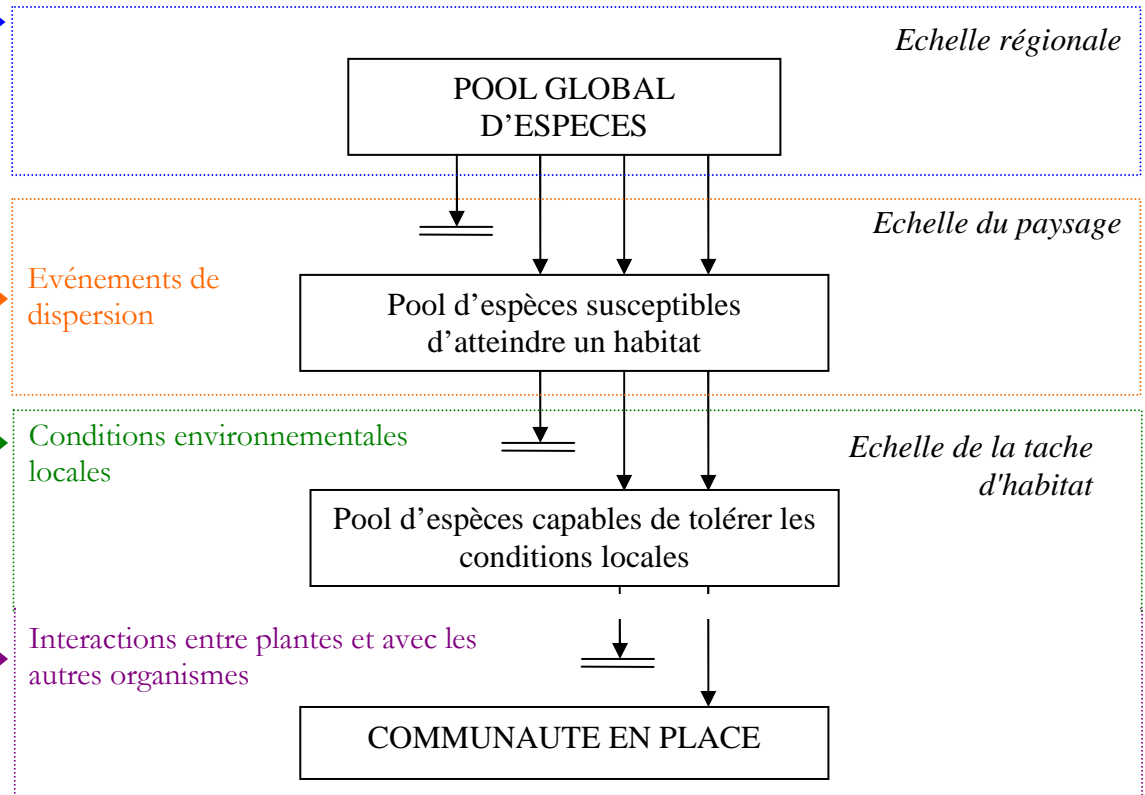 Echelle régionale
POOL GLOBAL
D’ESPECES
Echelle du paysage
Evénements de
dispersion
Pool d’espèces susceptibles
d’atteindre un habitat
Conditions environnementales
locales
Echelle de la tache
d'habitat
Pool d’espèces capables de tolérer les
conditions locales
Interactions entre plantes et avec les
autres organismes
COMMUNAUTE EN PLACE